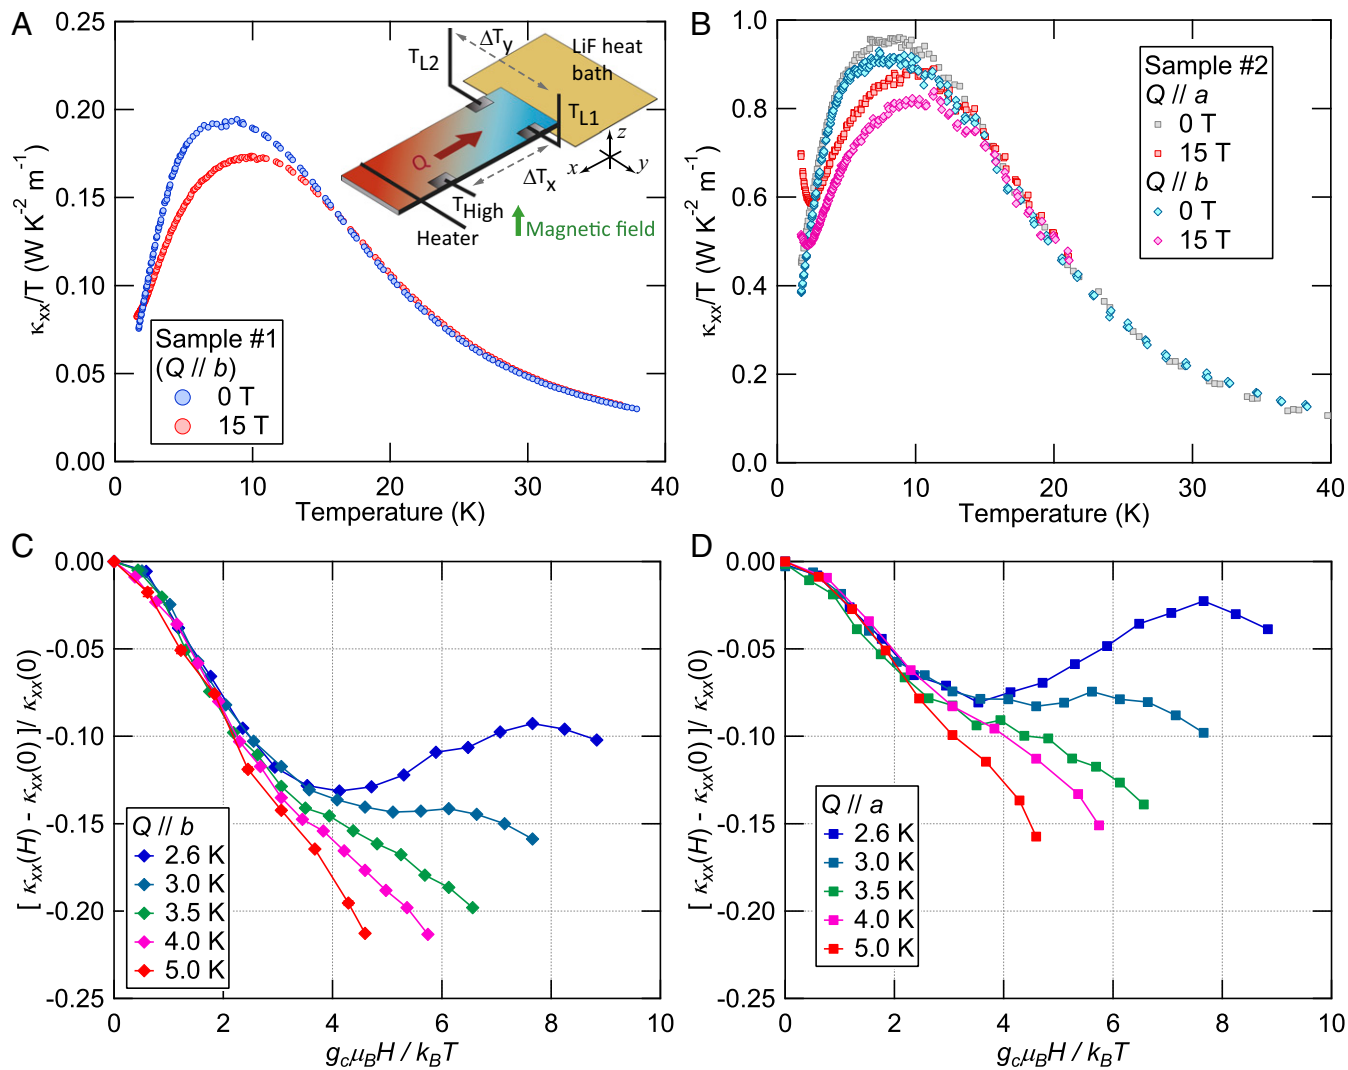 A
0.25
0.20
0.15
0.10
0.05
0.00
κxx/T (W K-2 m-1)
0
10
20
30
40
Temperature (K)
TL2
ΔTy
LiF heat
bath
TL1
Q
z
x
y
ΔTx
THigh
Heater
Magnetic field
Sample #1
(Q // b)
0 T
15 T
B
1.0
0.8
0.6
0.4
0.2
0.0
κxx/T (W K-2 m-1)
0
10
20
30
40
Temperature (K)
Sample #2
Q // a
0 T
15 T
Q // b
0 T
15 T
C
0.00
-0.05
-0.10
-0.15
-0.20
-0.25
[ κxx(H) - κxx(0) ]/ κxx(0)
0
2
4
6
8
10
gcμBH / kBT
Q // b
2.6 K
3.0 K
3.5 K
4.0 K
5.0 K
D
0.00
-0.05
-0.10
-0.15
-0.20
-0.25
[ κxx(H) - κxx(0) ]/ κxx(0)
0
2
4
6
8
10
gcμBH / kBT
Q // a
2.6 K
3.0 K
3.5 K
4.0 K
5.0 K